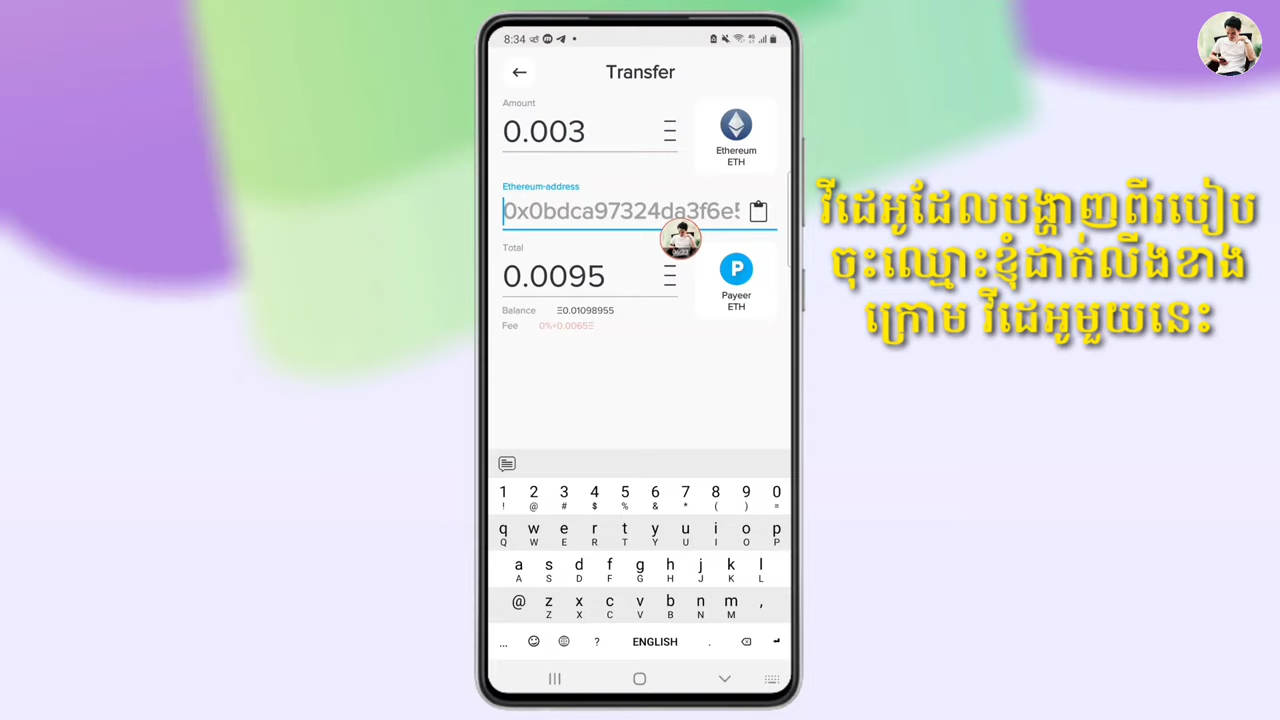 8:34
Transfer
Amount
0.003
Ethereum
ETH
Ethereum-address
0x0bdca97324da3f6e5
Total
0.0095
Payeer
ETH
Balance Ξ0.01098955
Fee 0%+0.0065Ξ
វីដេអូដែលបង្ហាញពីរបៀប
ចុះឈ្មោះខ្ញុំដាក់លីងខាង
ក្រោម វីដេអូមួយនេះ
1 2 3 4 5 6 7 8 9 0
! @ # $ % & * ( ) =
q w e r t y u i o p
Q W E R T Y U I O P
a s d f g h j k l
A S D F G H J K L
@ z x c v b n m ,
Z X C V B N M
... ? ENGLISH .